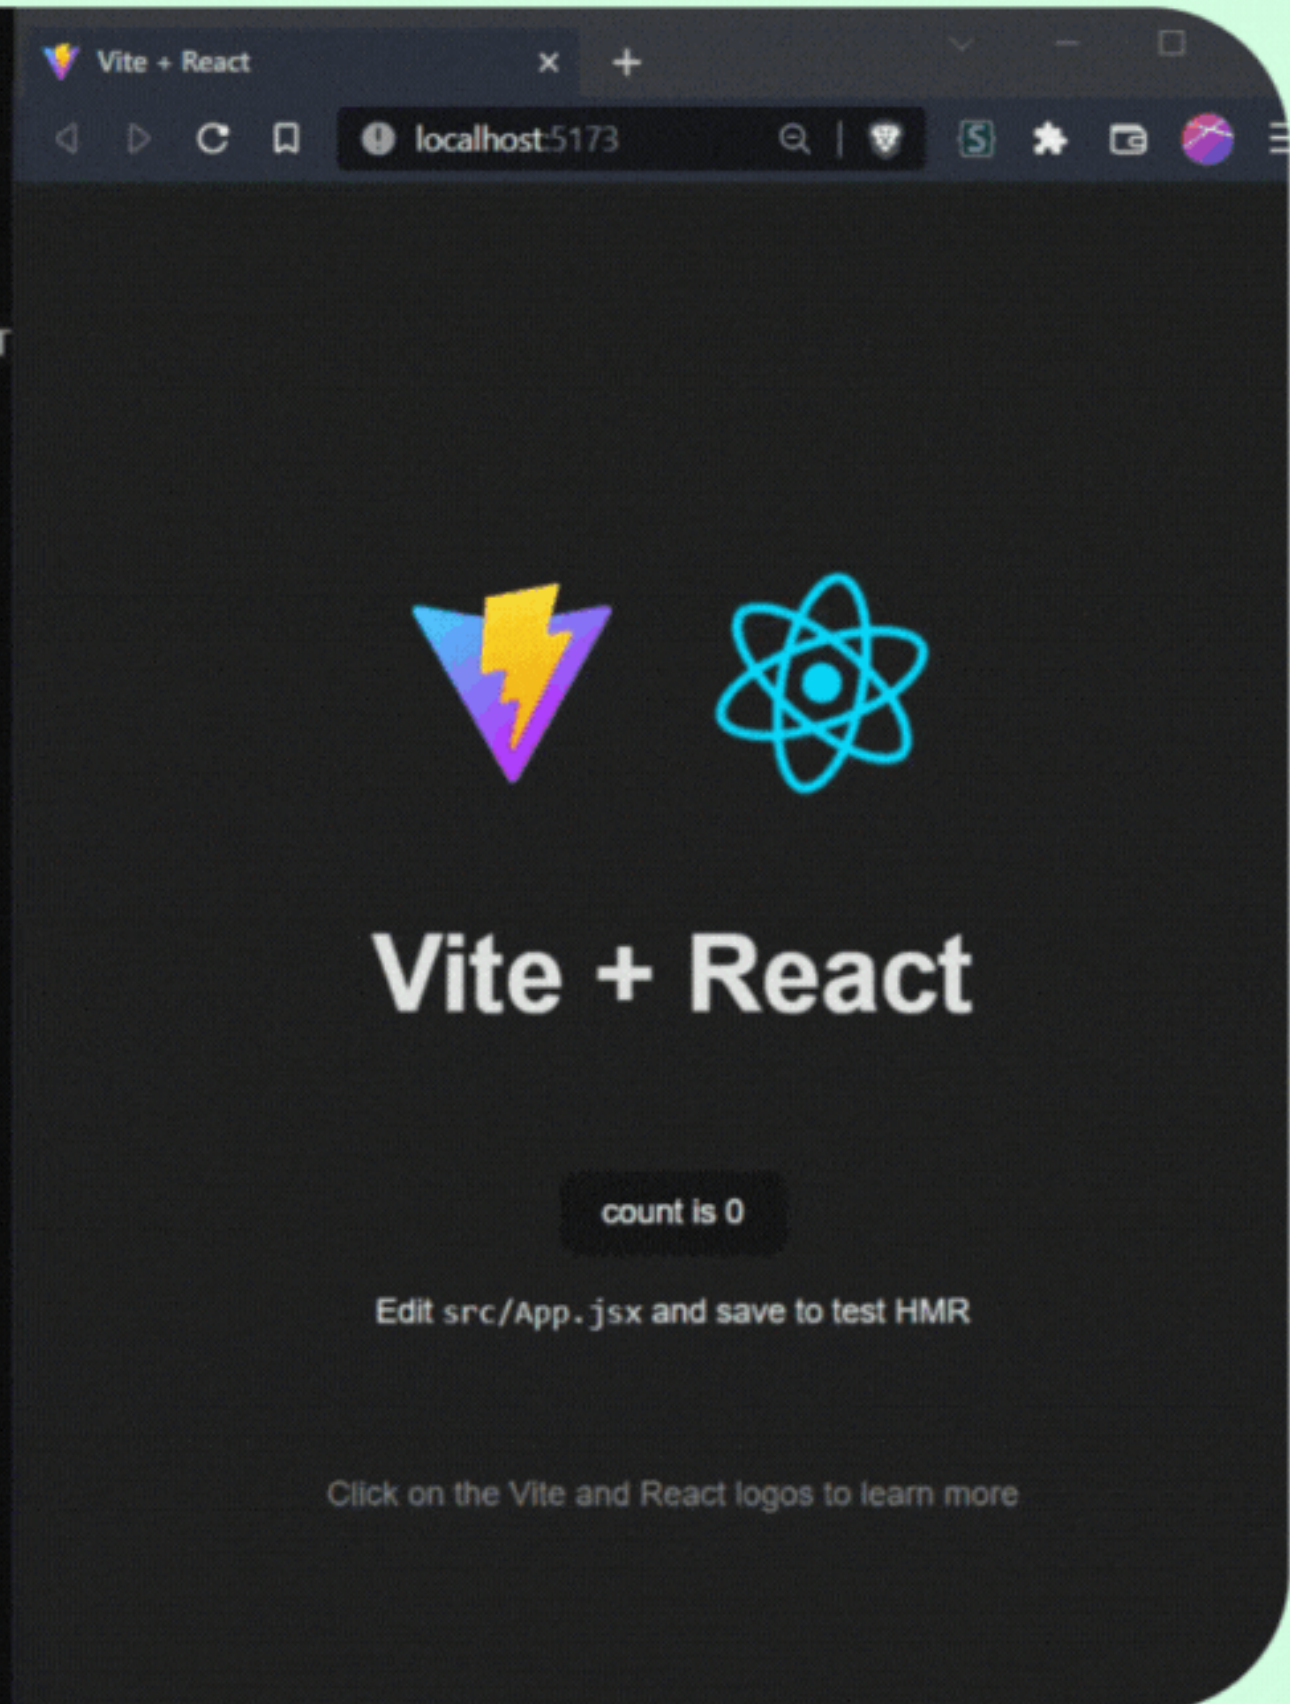 Vite + React
localhost:5173
Vite + React
count is 0
Edit src/App.jsx and save to test HMR
Click on the Vite and React logos to learn more